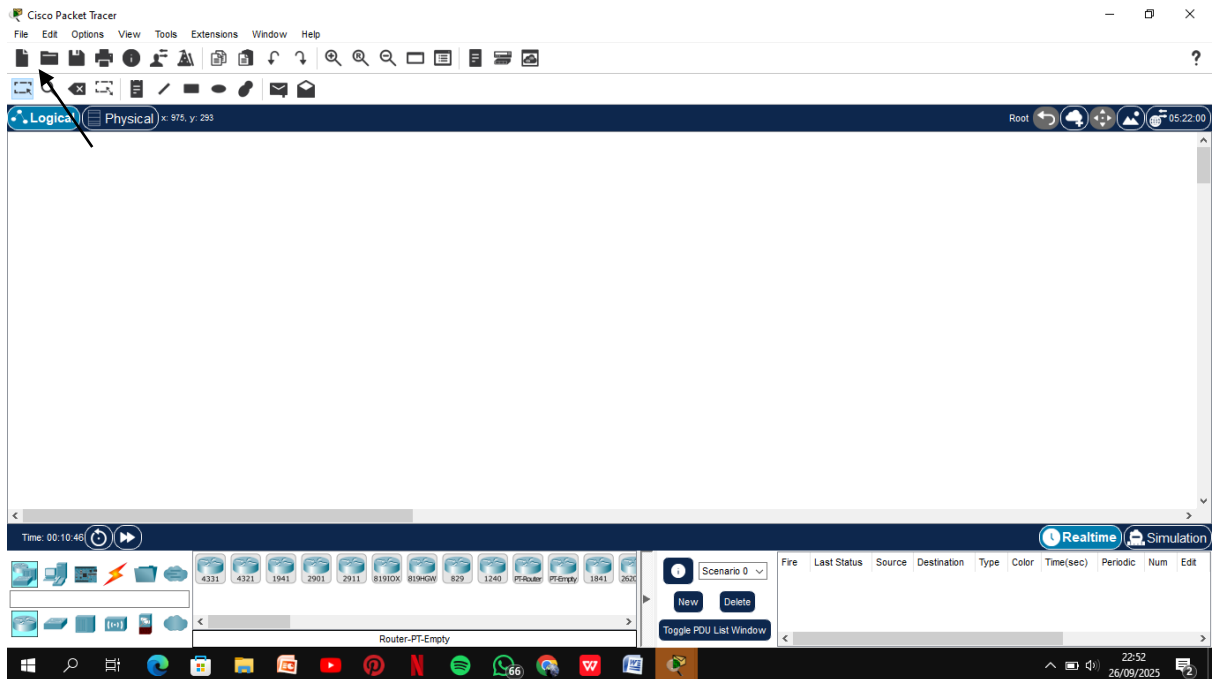 Cisco Packet Tracer
File Edit Options View Tools Extensions Window Help
?
Logical Physical x: 975, y: 293 Root 05:22:00
Time: 00:10:46 Realtime Simulation
4331 4321 1941 2901 2911 819IOX 819HGW 829 1240 PT-Router PT-Empty 1841 262
Router-PT-Empty
Scenario 0
New Delete
Toggle PDU List Window
Fire Last Status Source Destination Type Color Time(sec) Periodic Num Edit
66
W
22:52
26/09/2025
2